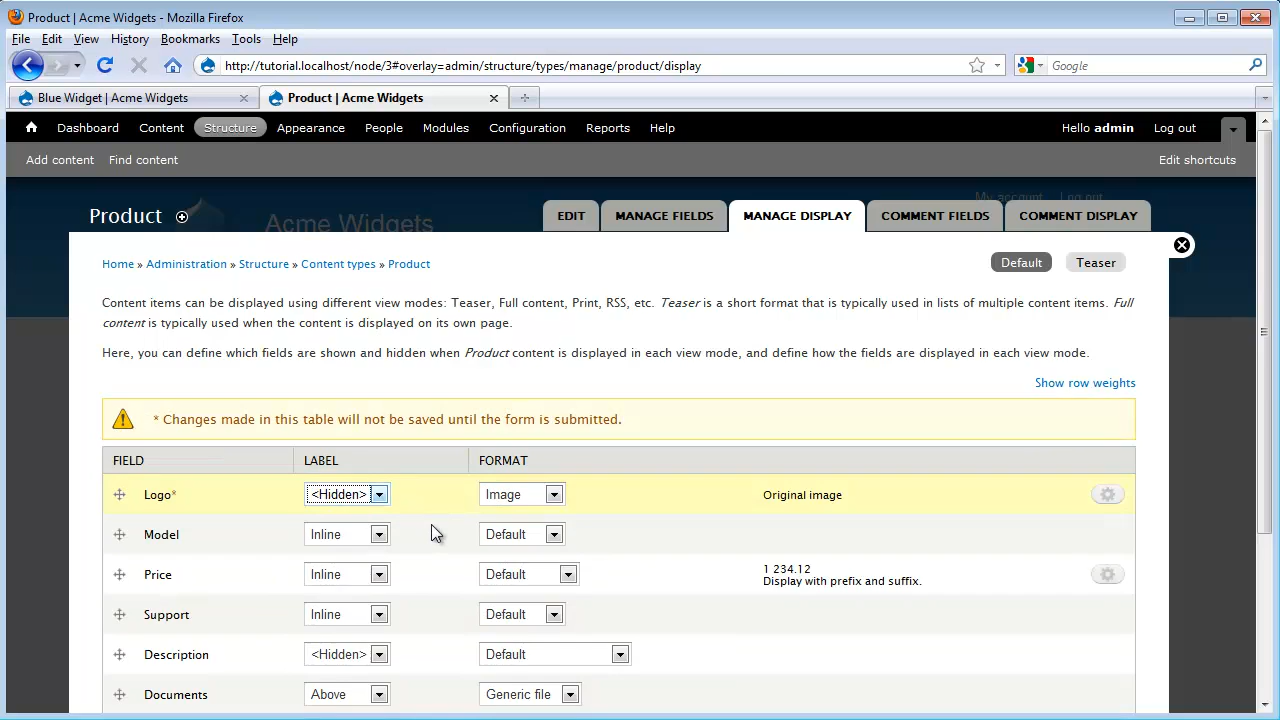 Product | Acme Widgets - Mozilla Firefox
File Edit View History Bookmarks Tools Help
http://tutorial.localhost/node/3#overlay=admin/structure/types/manage/product/display
Google
Blue Widget | Acme Widgets
Product | Acme Widgets
Dashboard Content Structure Appearance People Modules Configuration Reports Help Hello admin Log out
Add content Find content Edit shortcuts
My account Log out
Acme Widgets
Product
EDIT MANAGE FIELDS MANAGE DISPLAY COMMENT FIELDS COMMENT DISPLAY
Home » Administration » Structure » Content types » Product
Default Teaser
Content items can be displayed using different view modes: Teaser, Full content, Print, RSS, etc. Teaser is a short format that is typically used in lists of multiple content items. Full
content is typically used when the content is displayed on its own page.
Here, you can define which fields are shown and hidden when Product content is displayed in each view mode, and define how the fields are displayed in each view mode.
Show row weights
* Changes made in this table will not be saved until the form is submitted.
FIELD LABEL FORMAT
Logo* <Hidden> Image Original image
Model Inline Default
Price Inline Default 1 234.12
Display with prefix and suffix.
Support Inline Default
Description <Hidden> Default
Documents Above Generic file